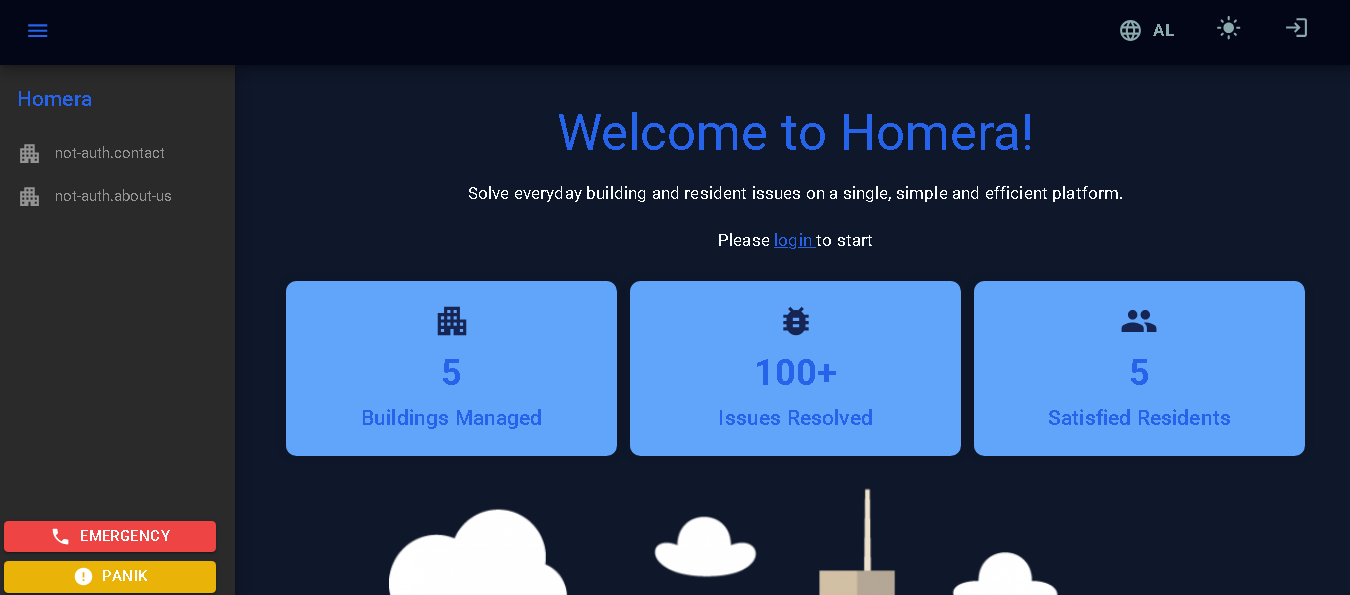 AL
Homera
not-auth.contact
not-auth.about-us
EMERGENCY
PANIK
Welcome to Homera!
Solve everyday building and resident issues on a single, simple and efficient platform.
Please login to start
5
Buildings Managed
100+
Issues Resolved
5
Satisfied Residents